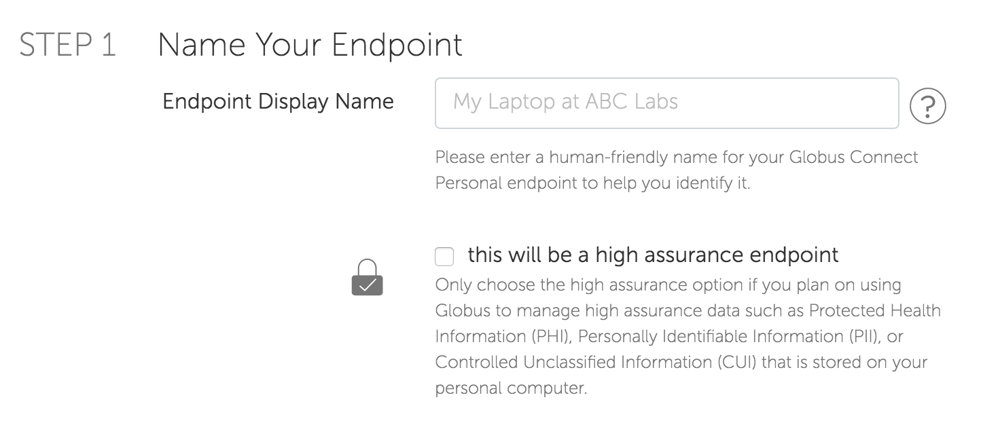 STEP 1 Name Your Endpoint
Endpoint Display Name My Laptop at ABC Labs ?
Please enter a human-friendly name for your Globus Connect
Personal endpoint to help you identify it.
this will be a high assurance endpoint
Only choose the high assurance option if you plan on using
Globus to manage high assurance data such as Protected Health
Information (PHI), Personally Identifiable Information (PII), or
Controlled Unclassified Information (CUI) that is stored on your
personal computer.